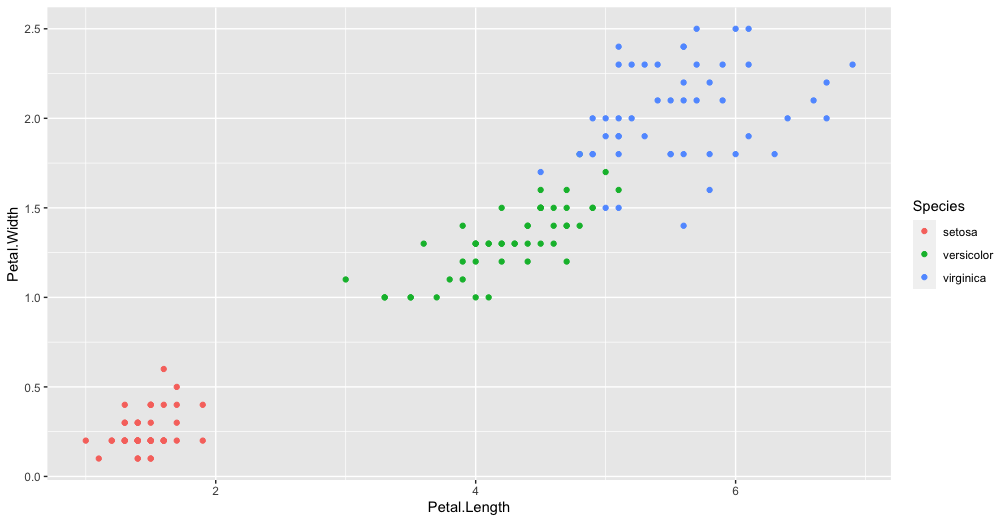 2.5
2.0
1.5
1.0
0.5
0.0
Petal.Width
2 4 6
Petal.Length
Species
setosa
versicolor
virginica